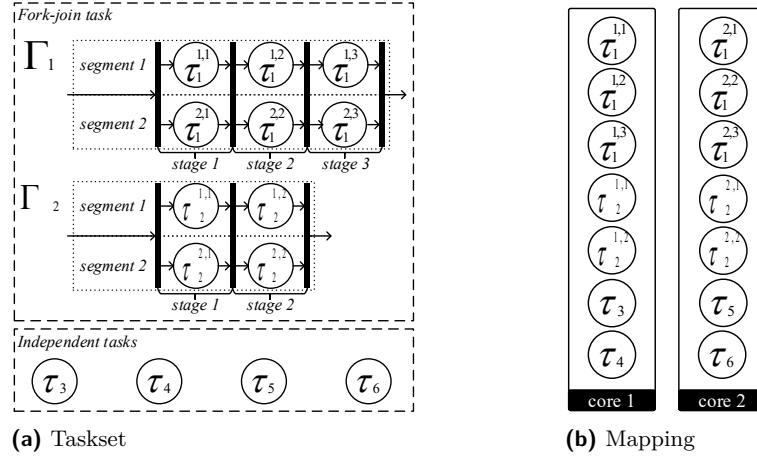 Fork-join task
Γ1
segment 1
τ1^1,1
τ1^1,2
τ1^1,3
segment 2
τ1^2,1
τ1^2,2
τ1^2,3
stage 1
stage 2
stage 3
Γ2
segment 1
τ2^1,1
τ2^1,2
segment 2
τ2^2,1
τ2^2,2
stage 1
stage 2
Independent tasks
τ3
τ4
τ5
τ6
(a) Taskset
τ1^1,1
τ1^1,2
τ1^1,3
τ2^1,1
τ2^1,2
τ3
τ4
core 1
τ1^2,1
τ1^2,2
τ1^2,3
τ2^2,1
τ2^2,2
τ5
τ6
core 2
(b) Mapping